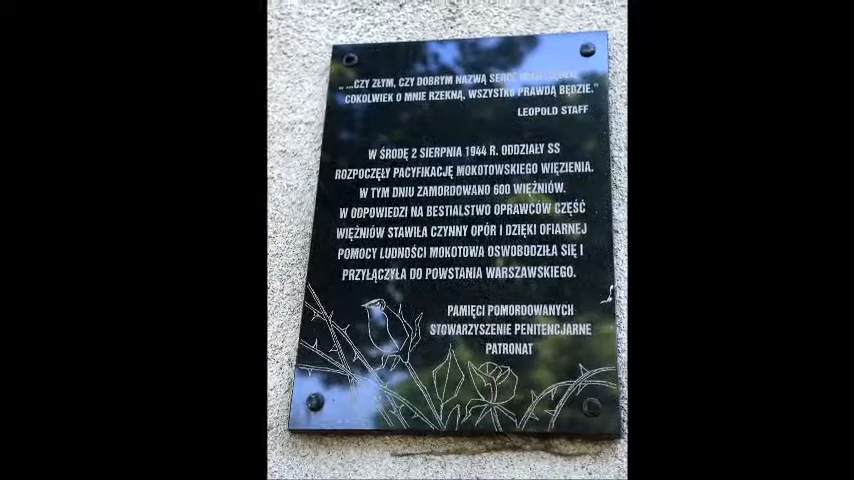 „...CZY ZŁYM, CZY DOBRYM NAZWĄ SERCE
COKOLWIEK O MNIE RZEKNĄ, WSZYSTKO PRAWDĄ BĘDZIE."
LEOPOLD STAFF
W ŚRODĘ 2 SIERPNIA 1944 R. ODDZIAŁY SS
ROZPOCZĘŁY PACYFIKACJĘ MOKOTOWSKIEGO WIĘZIENIA.
W TYM DNIU ZAMORDOWANO 600 WIĘŹNIÓW.
W ODPOWIEDZI NA BESTIALSTWO OPRAWCÓW CZĘŚĆ
WIĘŹNIÓW STAWIŁA CZYNNY OPÓR I DZIĘKI OFIARNEJ
POMOCY LUDNOŚCI MOKOTOWA OSWOBODZIŁA SIĘ I
PRZYŁĄCZYŁA DO POWSTANIA WARSZAWSKIEGO.
PAMIĘCI POMORDOWANYCH
STOWARZYSZENIE PENITENCJARNE
PATRONAT